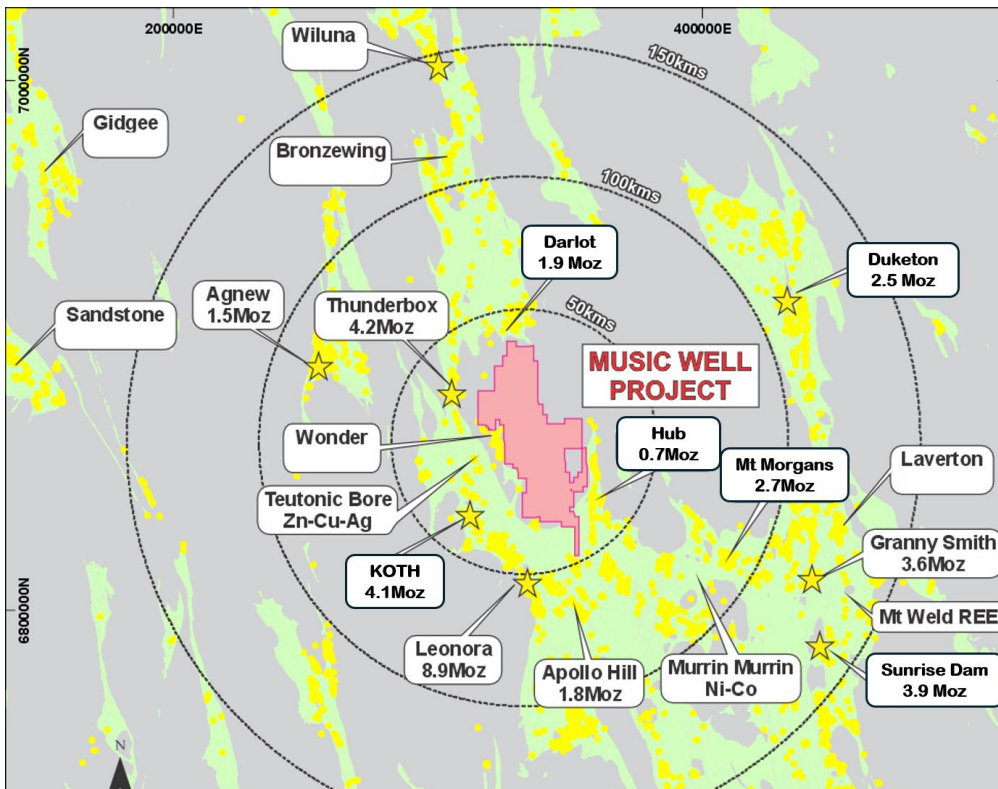 200000E
400000E
7000000N
6800000N
150kms
100kms
50kms
Wiluna
Gidgee
Bronzewing
Darlot
1.9 Moz
Duketon
2.5 Moz
Agnew
1.5Moz
Thunderbox
4.2Moz
Sandstone
MUSIC WELL
PROJECT
Wonder
Hub
0.7Moz
Mt Morgans
2.7Moz
Laverton
Teutonic Bore
Zn-Cu-Ag
KOTH
4.1Moz
Granny Smith
3.6Moz
Mt Weld REE
Leonora
8.9Moz
Apollo Hill
1.8Moz
Murrin Murrin
Ni-Co
Sunrise Dam
3.9 Moz
N